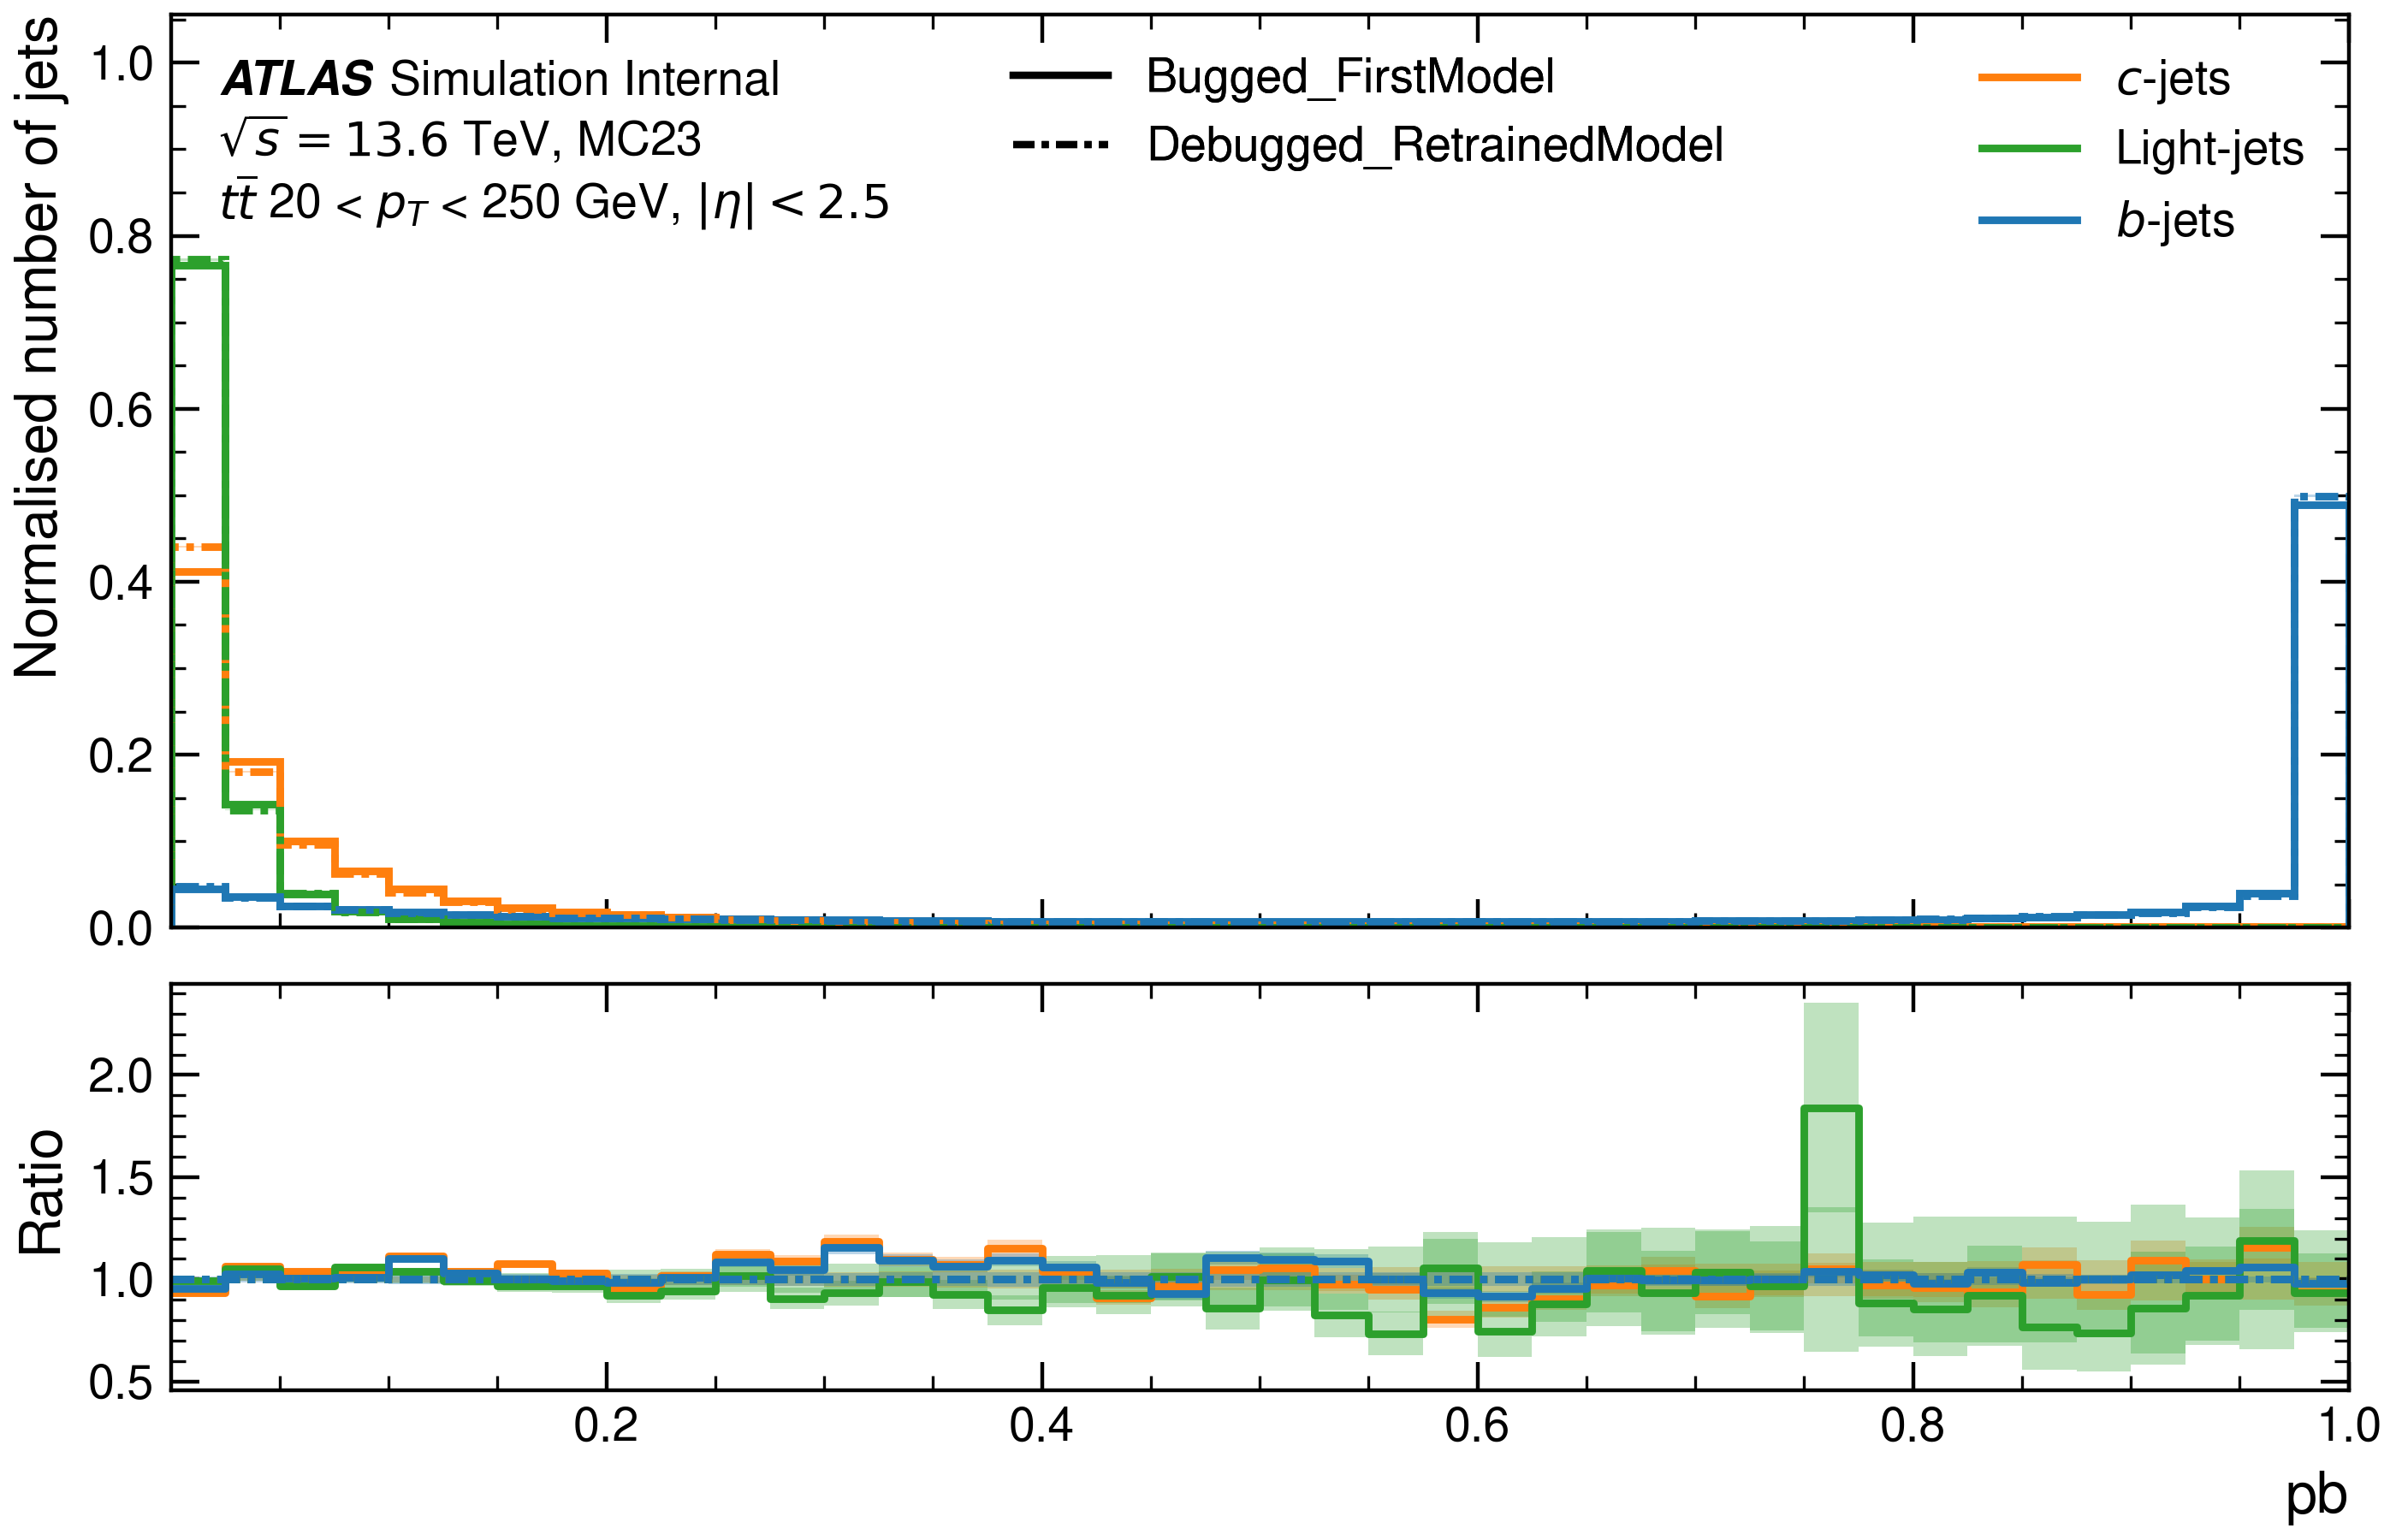 Normalised number of jets
1.0
0.8
0.6
0.4
0.2
0.0
ATLAS Simulation Internal
√s = 13.6 TeV, MC23
tt̄ 20 < p_T < 250 GeV, |η| < 2.5
Bugged_FirstModel
Debugged_RetrainedModel
c-jets
Light-jets
b-jets
Ratio
2.0
1.5
1.0
0.5
0.2 0.4 0.6 0.8 1.0
pb